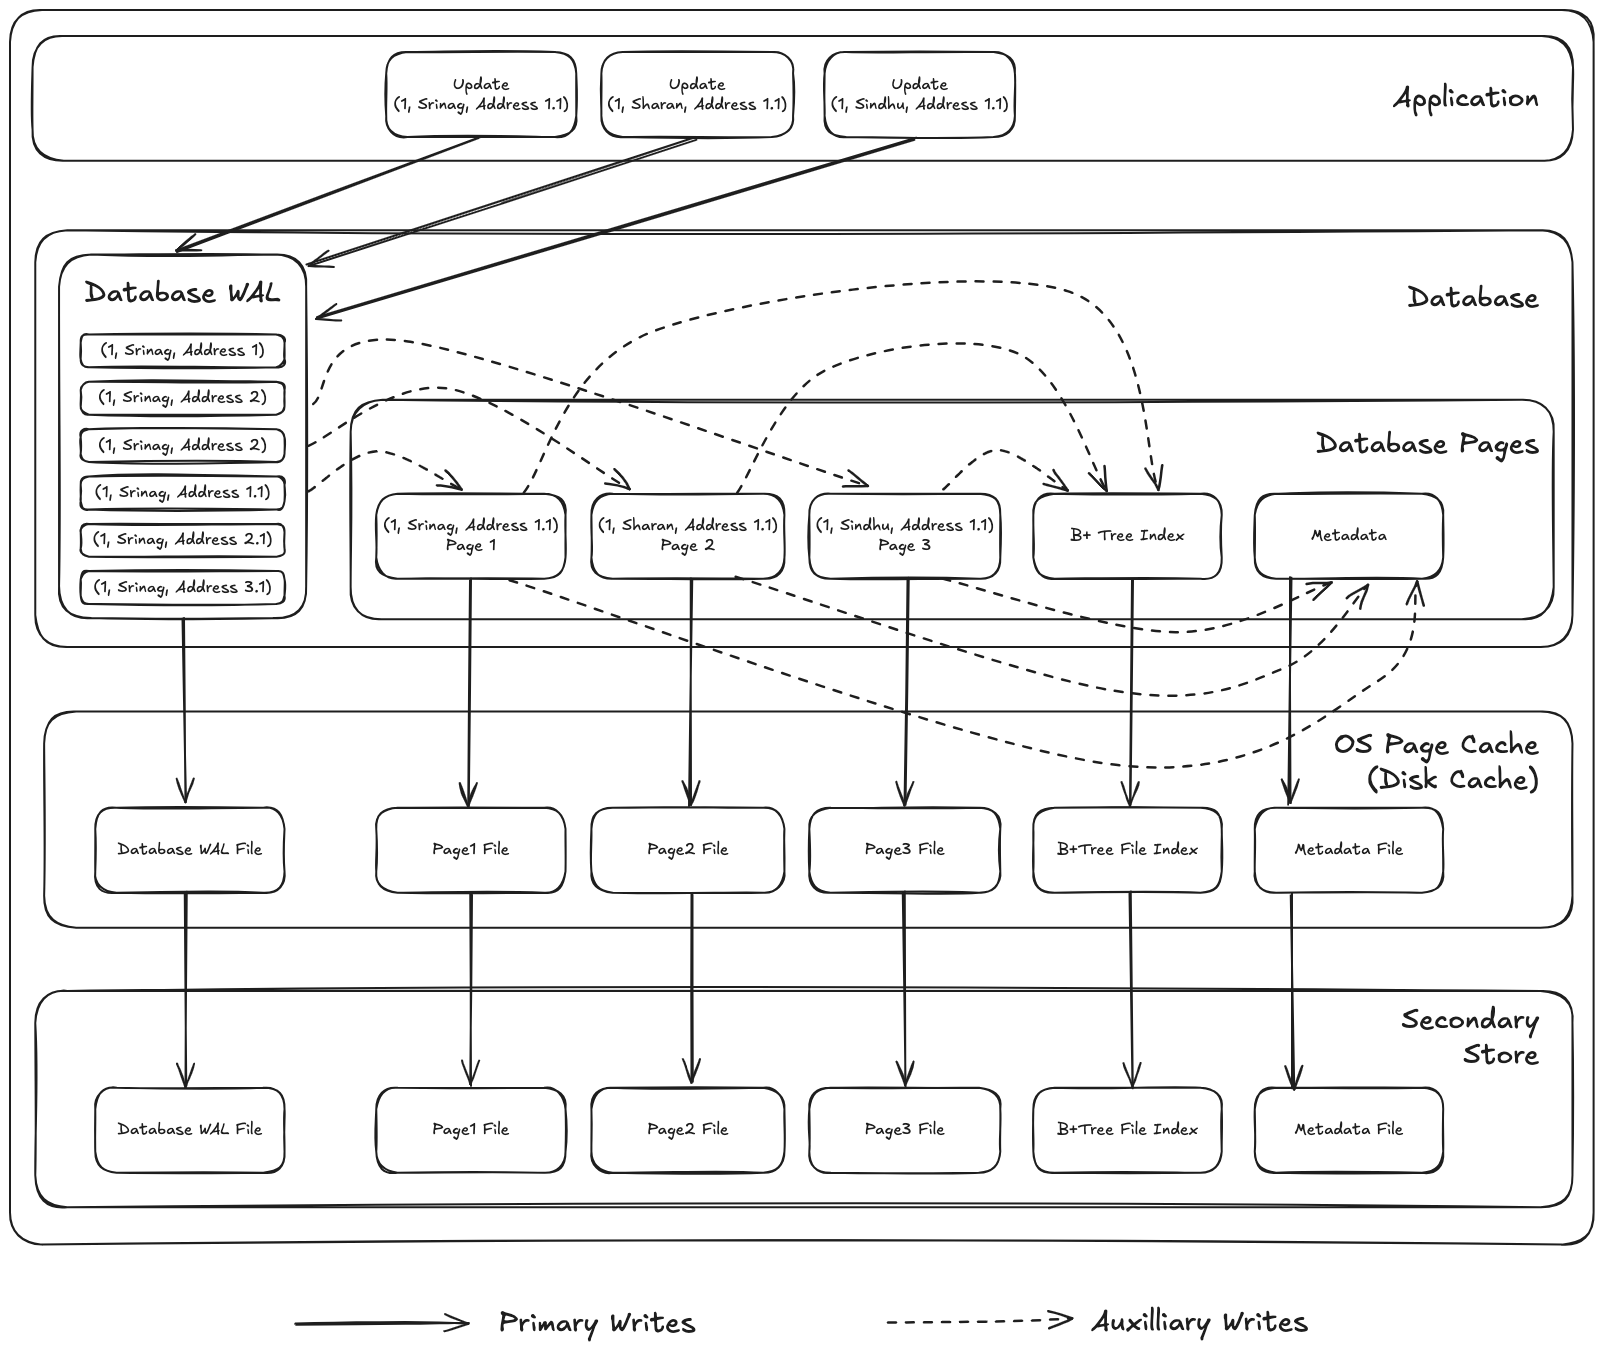 Update
(1, Srinag, Address 1.1)
Update
(1, Sharan, Address 1.1)
Update
(1, Sindhu, Address 1.1)
Application
Database WAL
(1, Srinag, Address 1)
(1, Srinag, Address 2)
(1, Srinag, Address 2)
(1, Srinag, Address 1.1)
(1, Srinag, Address 2.1)
(1, Srinag, Address 3.1)
Database
Database Pages
(1, Srinag, Address 1.1)
Page 1
(1, Sharan, Address 1.1)
Page 2
(1, Sindhu, Address 1.1)
Page 3
B+ Tree Index
Metadata
OS Page Cache
(Disk Cache)
Database WAL File
Page1 File
Page2 File
Page3 File
B+Tree File Index
Metadata File
Secondary
Store
Database WAL File
Page1 File
Page2 File
Page3 File
B+Tree File Index
Metadata File
Primary Writes
Auxilliary Writes